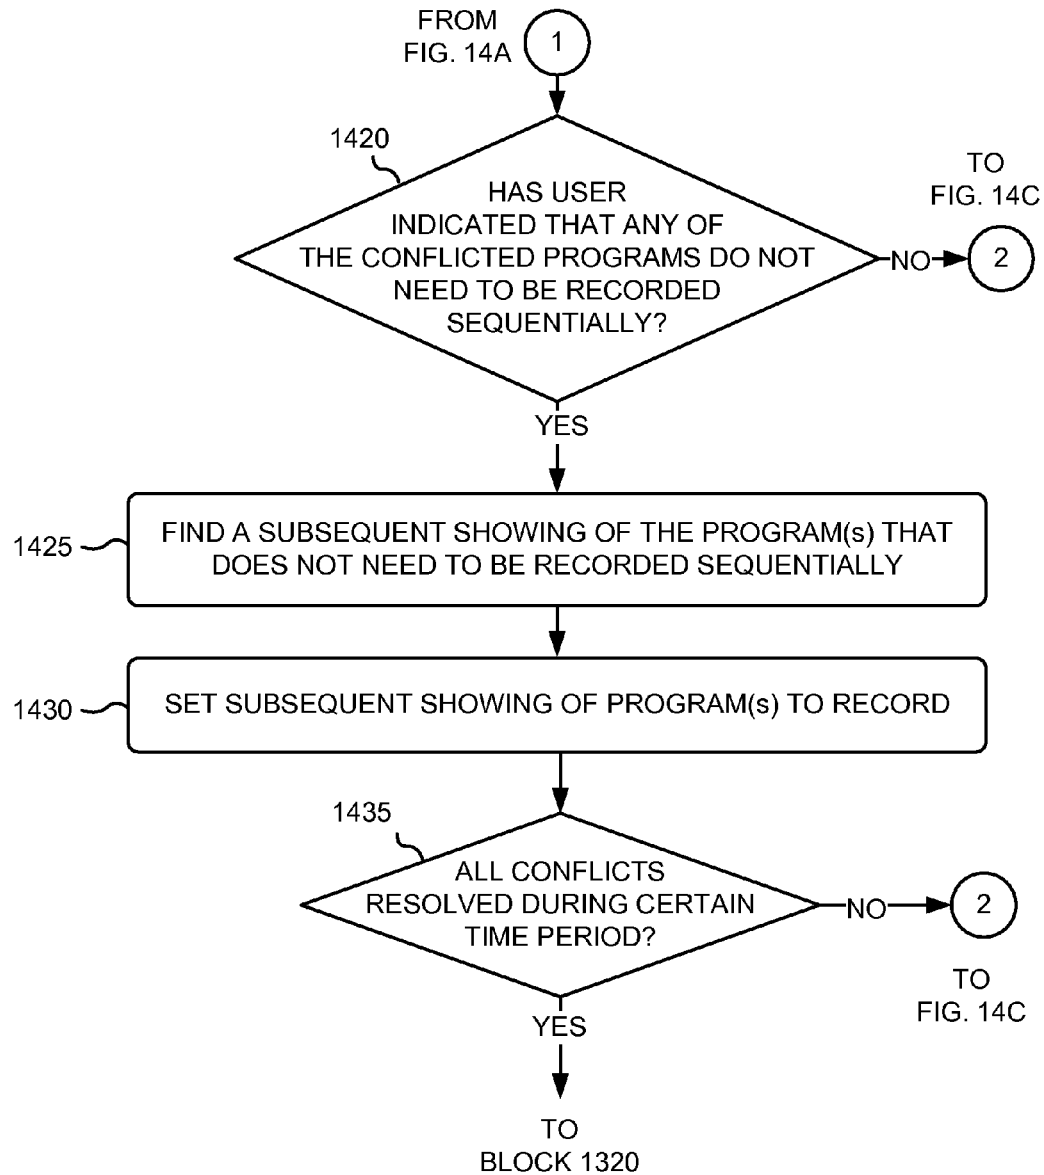 FROM
FIG. 14A
1
1420
HAS USER
INDICATED THAT ANY OF
THE CONFLICTED PROGRAMS DO NOT
NEED TO BE RECORDED
SEQUENTIALLY?
NO
TO
FIG. 14C
2
YES
1425
FIND A SUBSEQUENT SHOWING OF THE PROGRAM(s) THAT
DOES NOT NEED TO BE RECORDED SEQUENTIALLY
1430
SET SUBSEQUENT SHOWING OF PROGRAM(s) TO RECORD
1435
ALL CONFLICTS
RESOLVED DURING CERTAIN
TIME PERIOD?
NO
2
TO
FIG. 14C
YES
TO
BLOCK 1320